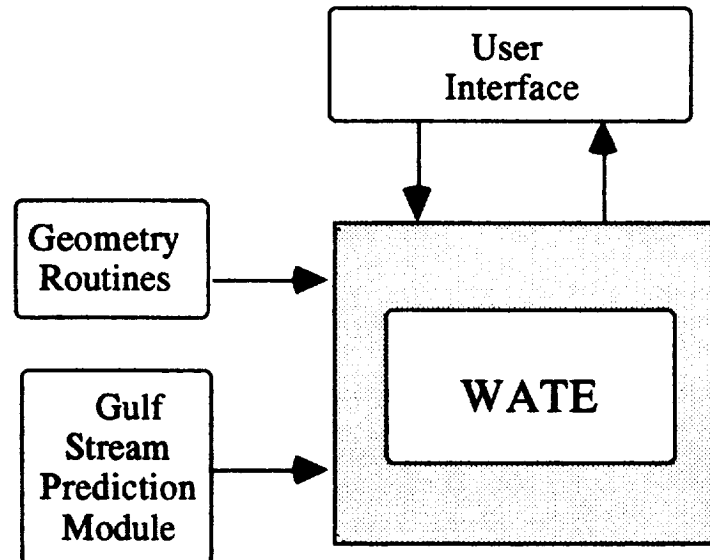 User
Interface
Geometry
Routines
WATE
Gulf
Stream
Prediction
Module